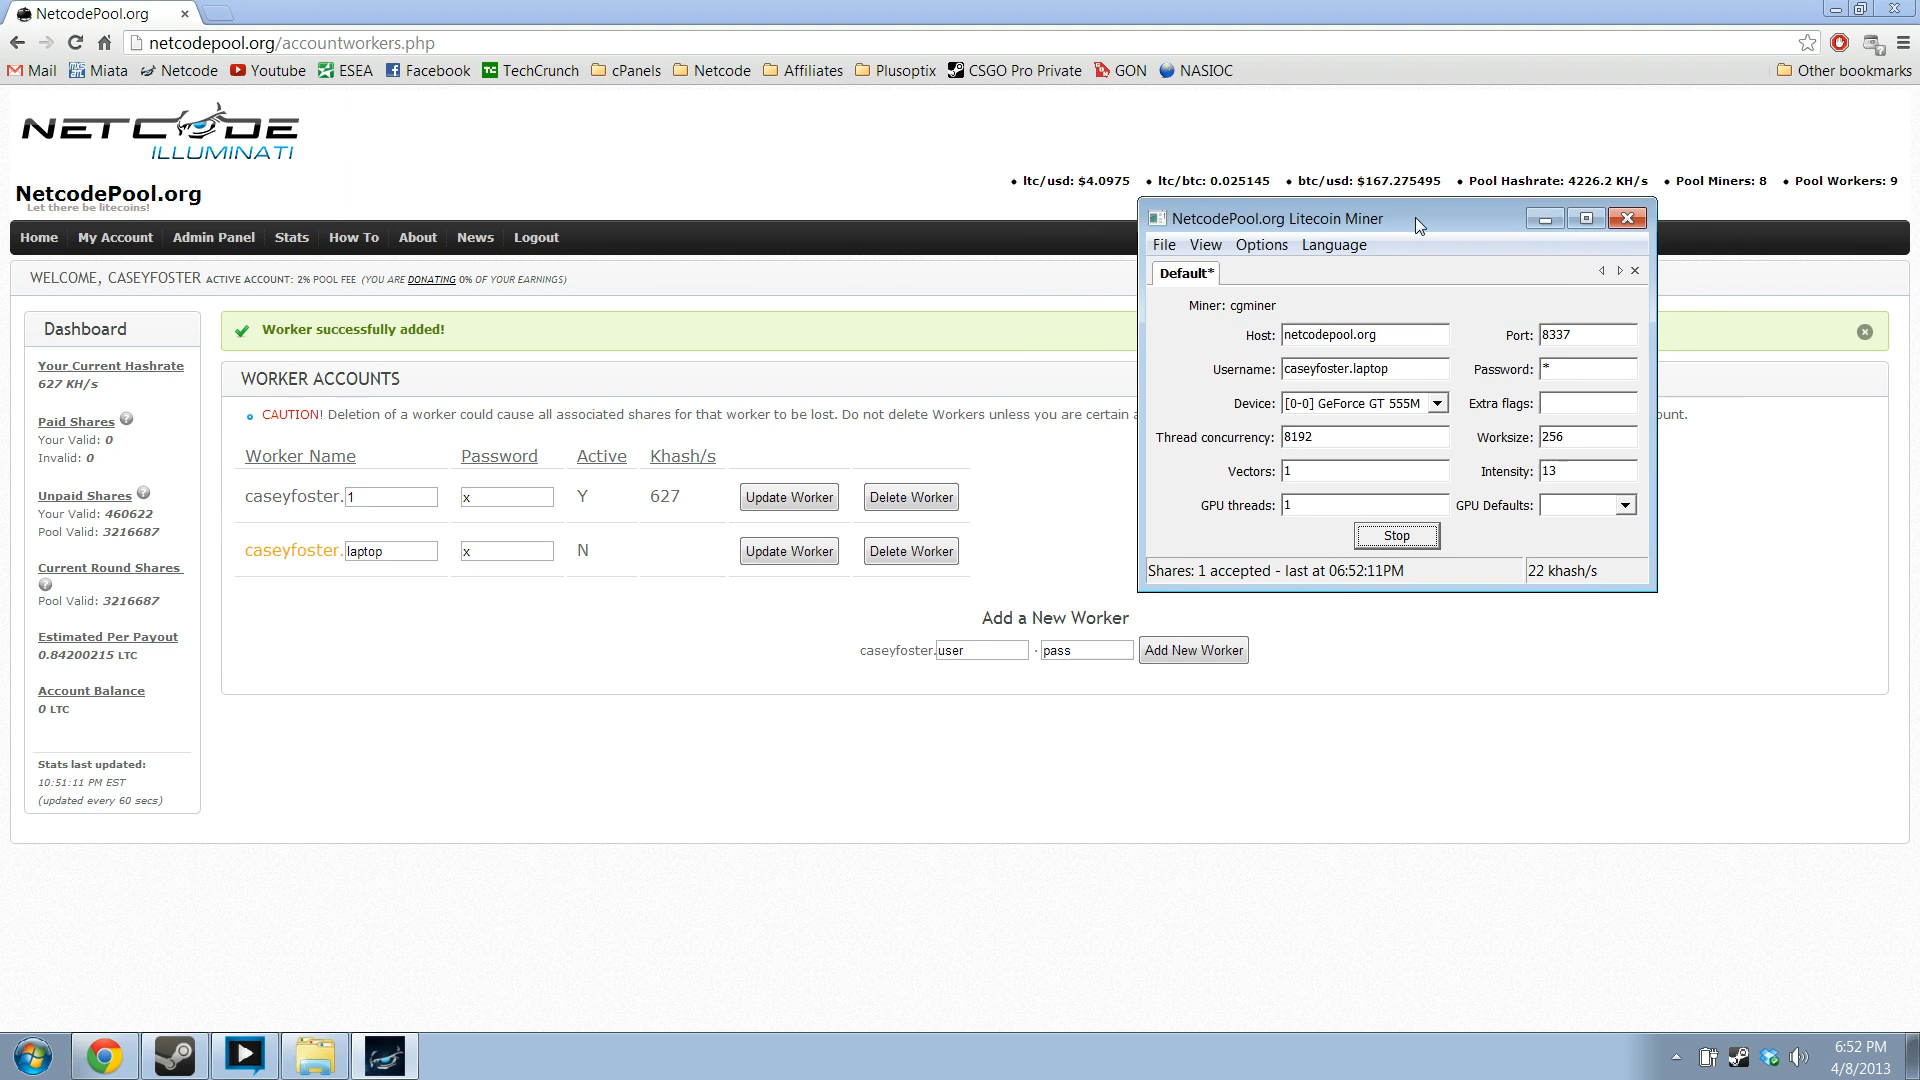 NetcodePool.org
netcodepool.org/accountworkers.php
Mail Miata Netcode Youtube ESEA Facebook TechCrunch cPanels Netcode Affiliates Plusoptix CSGO Pro Private GON NASIOC Other bookmarks
NETCODE
ILLUMINATI
NetcodePool.org
Let there be litecoins!
• ltc/usd: $4.0975 • ltc/btc: 0.025145 • btc/usd: $167.275495 • Pool Hashrate: 4226.2 KH/s • Pool Miners: 8 • Pool Workers: 9
Home My Account Admin Panel Stats How To About News Logout
WELCOME, CASEYFOSTER ACTIVE ACCOUNT: 2% POOL FEE (YOU ARE DONATING 0% OF YOUR EARNINGS)
Dashboard
Your Current Hashrate
627 KH/s
Paid Shares
Your Valid: 0
Invalid: 0
Unpaid Shares
Your Valid: 460622
Pool Valid: 3216687
Current Round Shares
Pool Valid: 3216687
Estimated Per Payout
0.84200215 LTC
Account Balance
0 LTC
Stats last updated:
10:51:11 PM EST
(updated every 60 secs)
Worker successfully added!
WORKER ACCOUNTS
CAUTION! Deletion of a worker could cause all associated shares for that worker to be lost. Do not delete Workers unless you are certain a
ount.
Worker Name Password Active Khash/s
caseyfoster. 1 x Y 627 Update Worker Delete Worker
caseyfoster. laptop x N Update Worker Delete Worker
Add a New Worker
caseyfoster. user · pass Add New Worker
NetcodePool.org Litecoin Miner
File View Options Language
Default*
Miner: cgminer
Host: netcodepool.org Port: 8337
Username: caseyfoster.laptop Password: *
Device: [0-0] GeForce GT 555M Extra flags:
Thread concurrency: 8192 Worksize: 256
Vectors: 1 Intensity: 13
GPU threads: 1 GPU Defaults:
Stop
Shares: 1 accepted - last at 06:52:11PM 22 khash/s
6:52 PM
4/8/2013